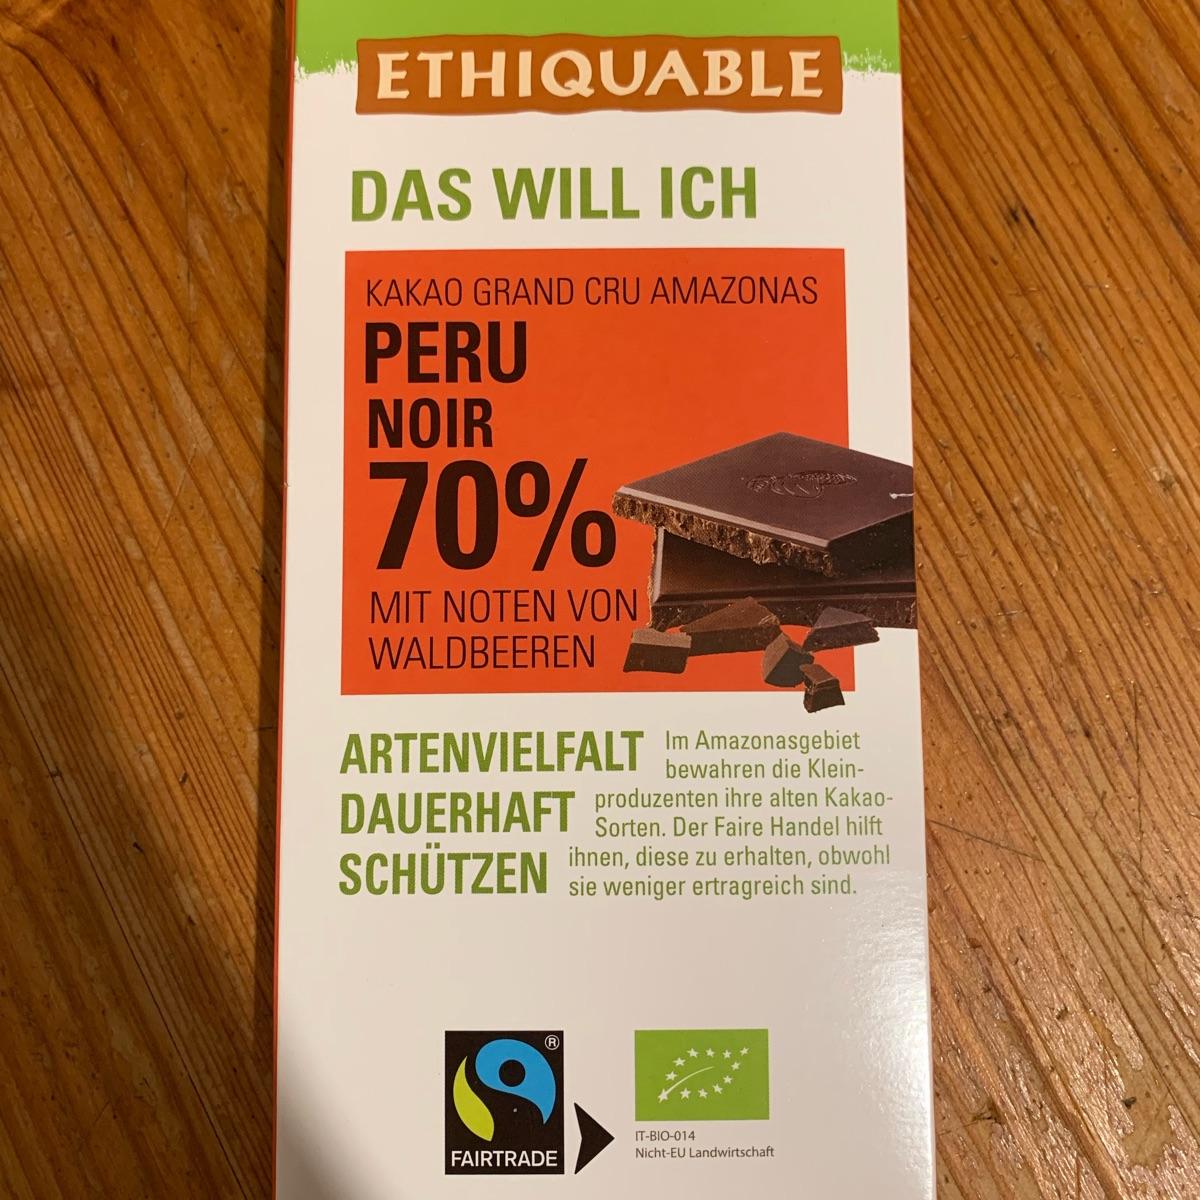 ETHIQUABLE
DAS WILL ICH
KAKAO GRAND CRU AMAZONAS
PERU
NOIR
70%
MIT NOTEN VON
WALDBEEREN
ARTENVIELFALT
DAUERHAFT
SCHÜTZEN
Im Amazonasgebiet
bewahren die Klein-
produzenten ihre alten Kakao-
Sorten. Der Faire Handel hilft
ihnen, diese zu erhalten, obwohl
sie weniger ertragreich sind.
®
FAIRTRADE
IT-BIO-014
Nicht-EU Landwirtschaft